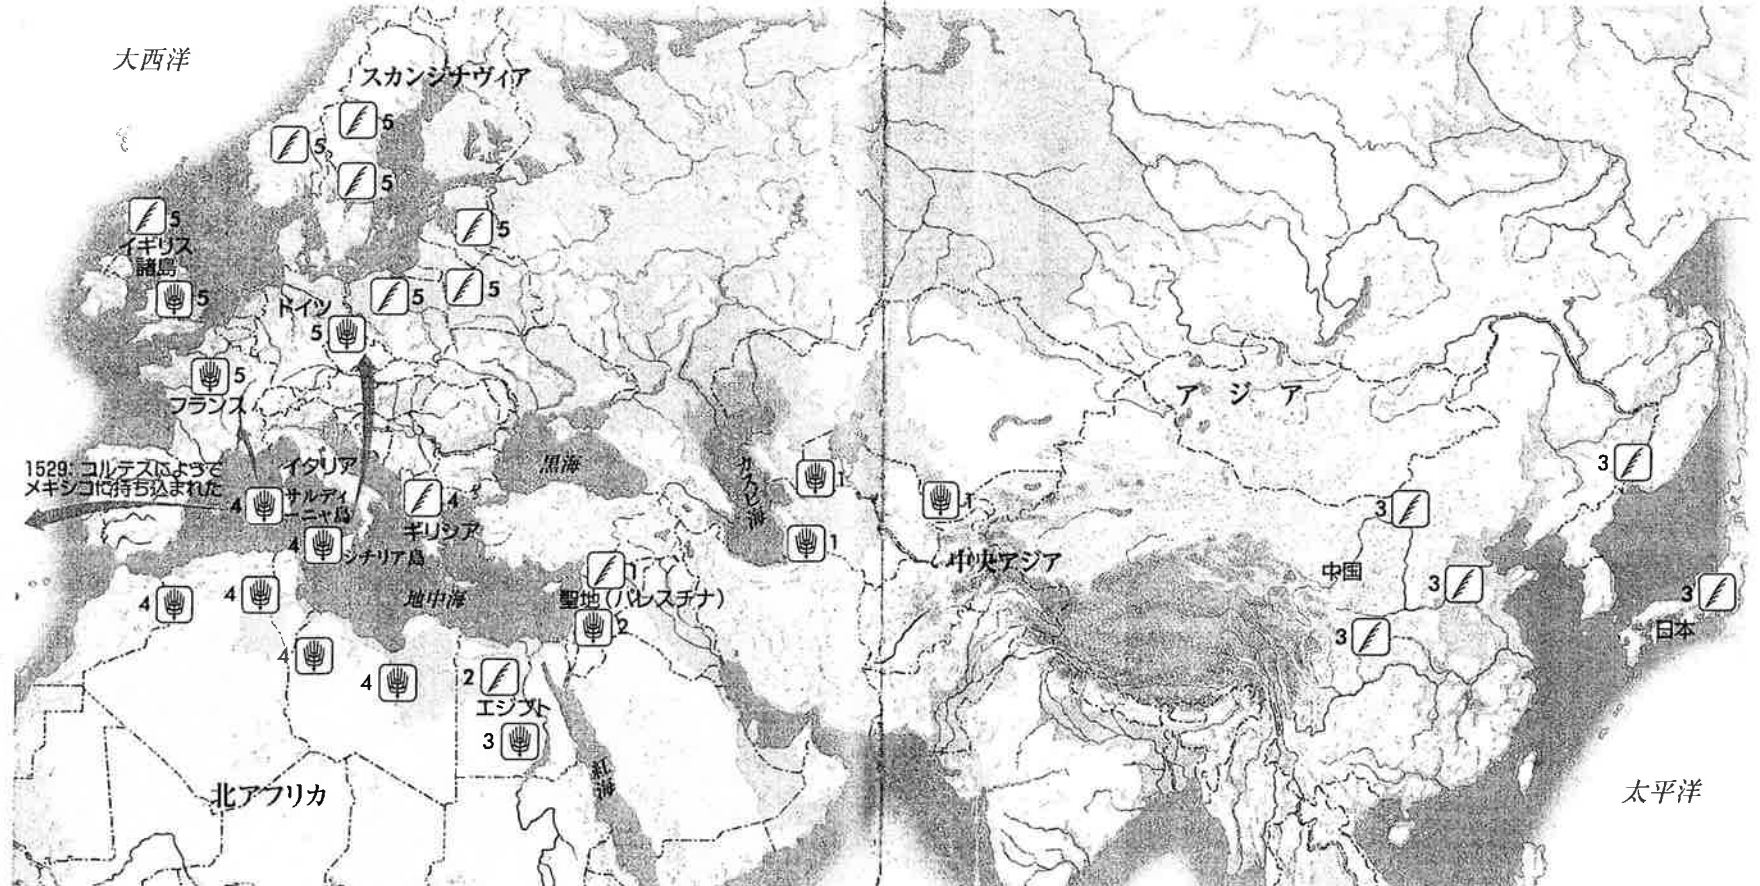 大西洋
スカンジナヴィア
5
5
5
5
5
イギリス
諸島
5
5
5
ドイツ
5
5
フランス
1529: コルテスによって
メキシコに持ち込まれた
イタリア
4
サルディ
ーニャ島
4
ギリシア
4
シチリア島
黒海
カスピ海
1
1
1
中央アジア
アジア
3
3
中国
3
3
3
日本
4
4
地中海
1
聖地(パレスチナ)
2
4
4
2
エジプト
3
紅海
北アフリカ
太平洋